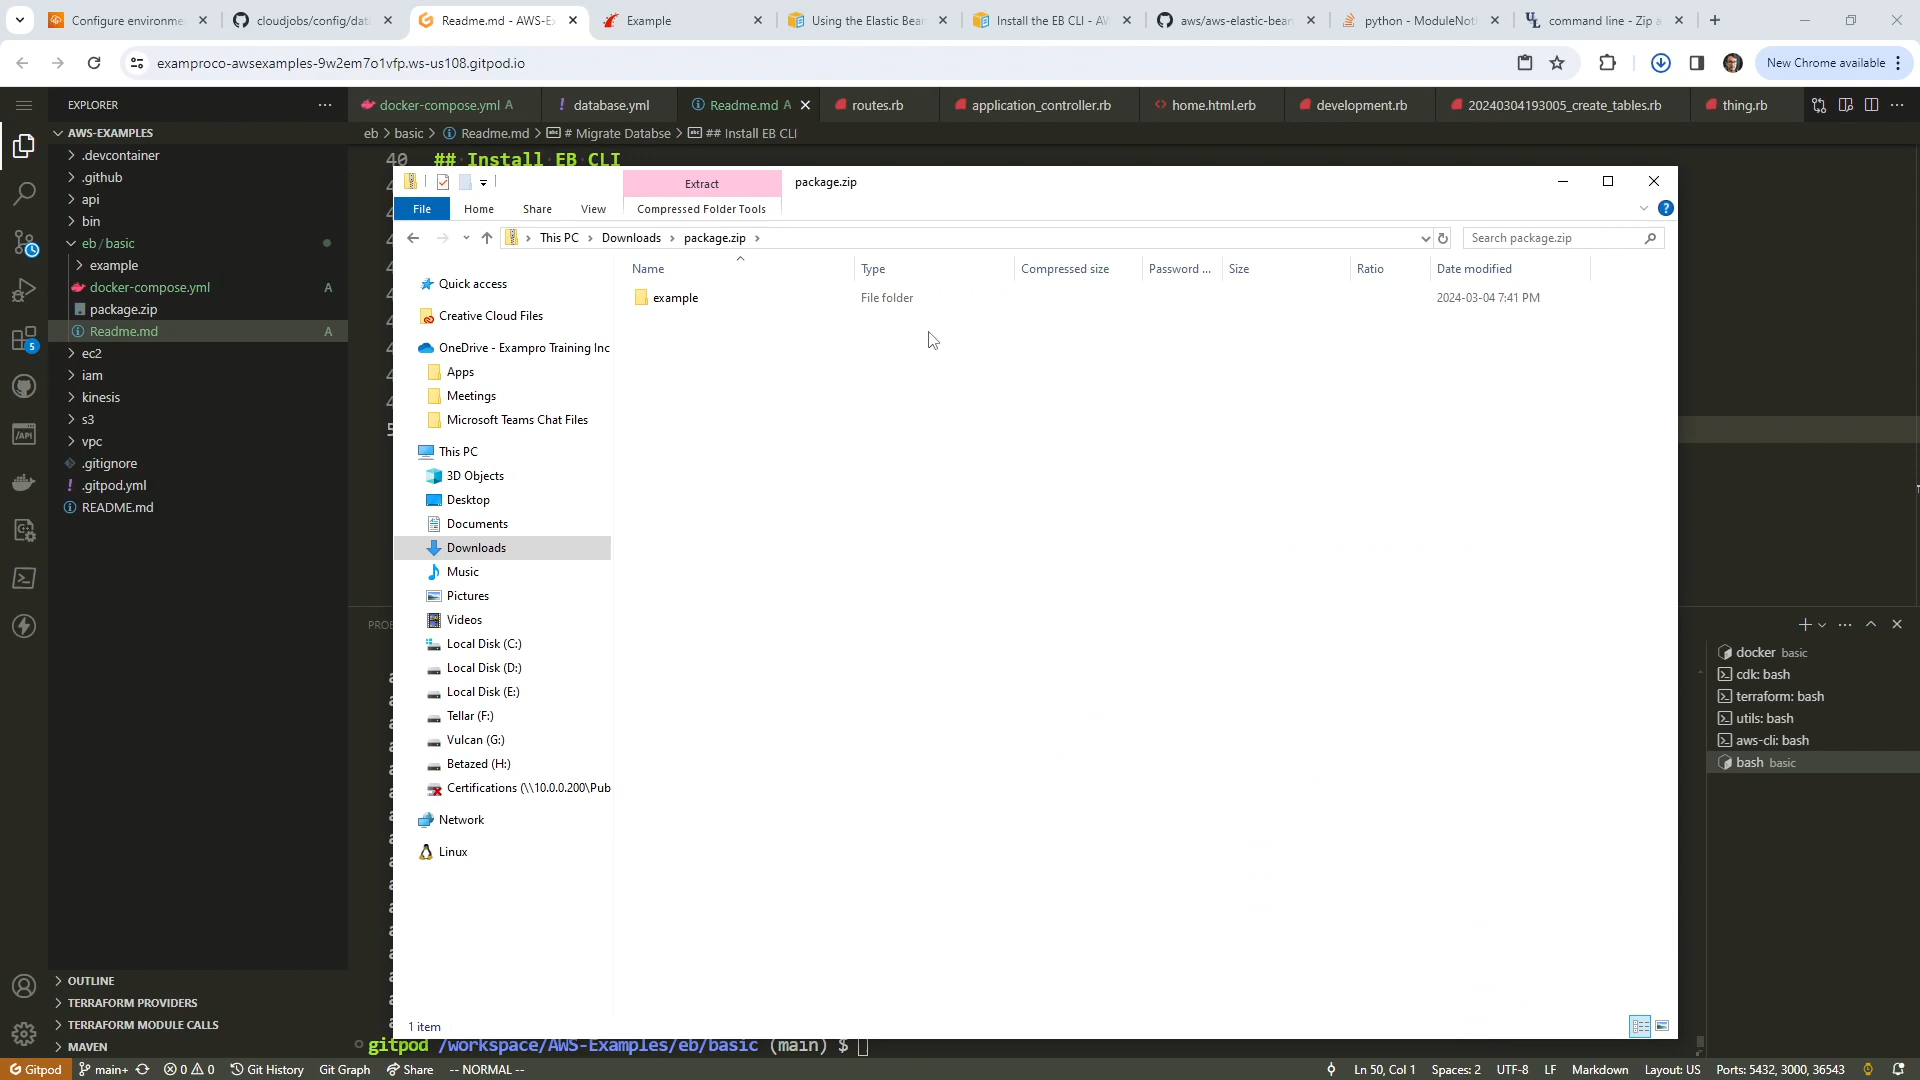 Configure environme
cloudjobs/config/dat
Readme.md - AWS-E
Example
Using the Elastic Bea
Install the EB CLI - A
aws/aws-elastic-bea
python - ModuleNot
command line - Zip a
examproco-awsexamples-9w2em7o1vfp.ws-us108.gitpod.io
New Chrome available
EXPLORER
docker-compose.yml A
database.yml
Readme.md A
routes.rb
application_controller.rb
home.html.erb
development.rb
20240304193005_create_tables.rb
thing.rb
eb > basic > Readme.md > # Migrate Databse > ## Install EB CLI
AWS-EXAMPLES
.devcontainer
.github
api
bin
eb / basic
example
docker-compose.yml A
package.zip
Readme.md A
ec2
iam
kinesis
s3
vpc
.gitignore
.gitpod.yml
README.md
OUTLINE
TERRAFORM PROVIDERS
TERRAFORM MODULE CALLS
MAVEN
40 ## Install EB CLI
Extract
package.zip
File
Home
Share
View
Compressed Folder Tools
This PC > Downloads > package.zip >
Search package.zip
Name
Type
Compressed size
Password ...
Size
Ratio
Date modified
example
File folder
2024-03-04 7:41 PM
Quick access
Creative Cloud Files
OneDrive - Exampro Training Inc
Apps
Meetings
Microsoft Teams Chat Files
This PC
3D Objects
Desktop
Documents
Downloads
Music
Pictures
Videos
Local Disk (C:)
Local Disk (D:)
Local Disk (E:)
Tellar (F:)
Vulcan (G:)
Betazed (H:)
Certifications (\\10.0.0.200\Pub
Network
Linux
1 item
docker basic
cdk: bash
terraform: bash
utils: bash
aws-cli: bash
bash basic
gitpod /workspace/AWS-Examples/eb/basic (main) $
Gitpod
main+
0
0
Git History
Git Graph
Share
-- NORMAL --
Ln 50, Col 1
Spaces: 2
UTF-8
LF
Markdown
Layout: US
Ports: 5432, 3000, 36543